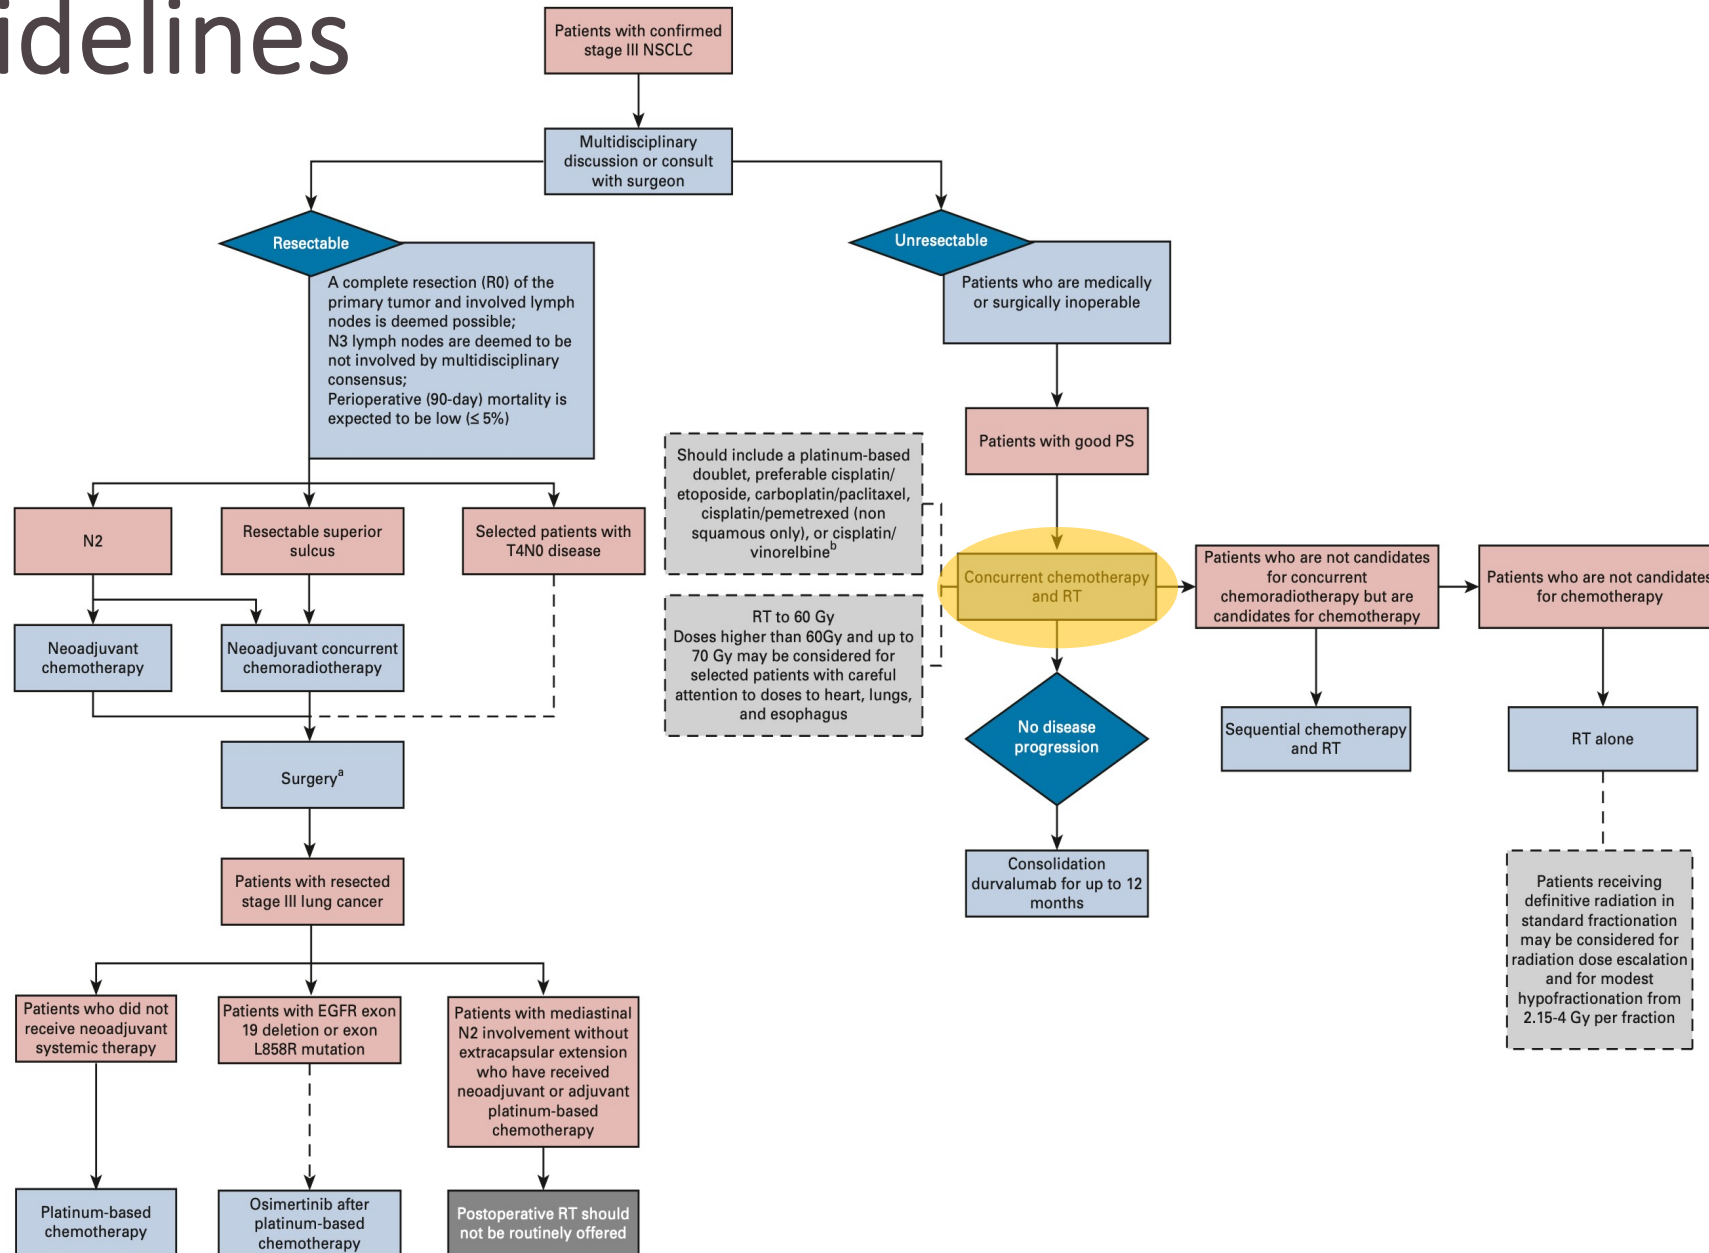 idelines
Patients with confirmed
stage III NSCLC
Multidisciplinary
discussion or consult
with surgeon
Resectable
A complete resection (R0) of the
primary tumor and involved lymph
nodes is deemed possible;
N3 lymph nodes are deemed to be
not involved by multidisciplinary
consensus;
Perioperative (90-day) mortality is
expected to be low (≤ 5%)
Unresectable
Patients who are medically
or surgically inoperable
Patients with good PS
Should include a platinum-based
doublet, preferable cisplatin/
etoposide, carboplatin/paclitaxel,
cisplatin/pemetrexed (non
squamous only), or cisplatin/
vinorelbineb
RT to 60 Gy
Doses higher than 60Gy and up to
70 Gy may be considered for
selected patients with careful
attention to doses to heart, lungs,
and esophagus
Concurrent chemotherapy
and RT
Patients who are not candidates
for concurrent
chemoradiotherapy but are
candidates for chemotherapy
Patients who are not candidates
for chemotherapy
N2
Resectable superior
sulcus
Selected patients with
T4N0 disease
Neoadjuvant
chemotherapy
Neoadjuvant concurrent
chemoradiotherapy
No disease
progression
Sequential chemotherapy
and RT
RT alone
Surgerya
Consolidation
durvalumab for up to 12
months
Patients receiving
definitive radiation in
standard fractionation
may be considered for
radiation dose escalation
and for modest
hypofractionation from
2.15-4 Gy per fraction
Patients with resected
stage III lung cancer
Patients who did not
receive neoadjuvant
systemic therapy
Patients with EGFR exon
19 deletion or exon
L858R mutation
Patients with mediastinal
N2 involvement without
extracapsular extension
who have received
neoadjuvant or adjuvant
platinum-based
chemotherapy
Platinum-based
chemotherapy
Osimertinib after
platinum-based
chemotherapy
Postoperative RT should
not be routinely offered